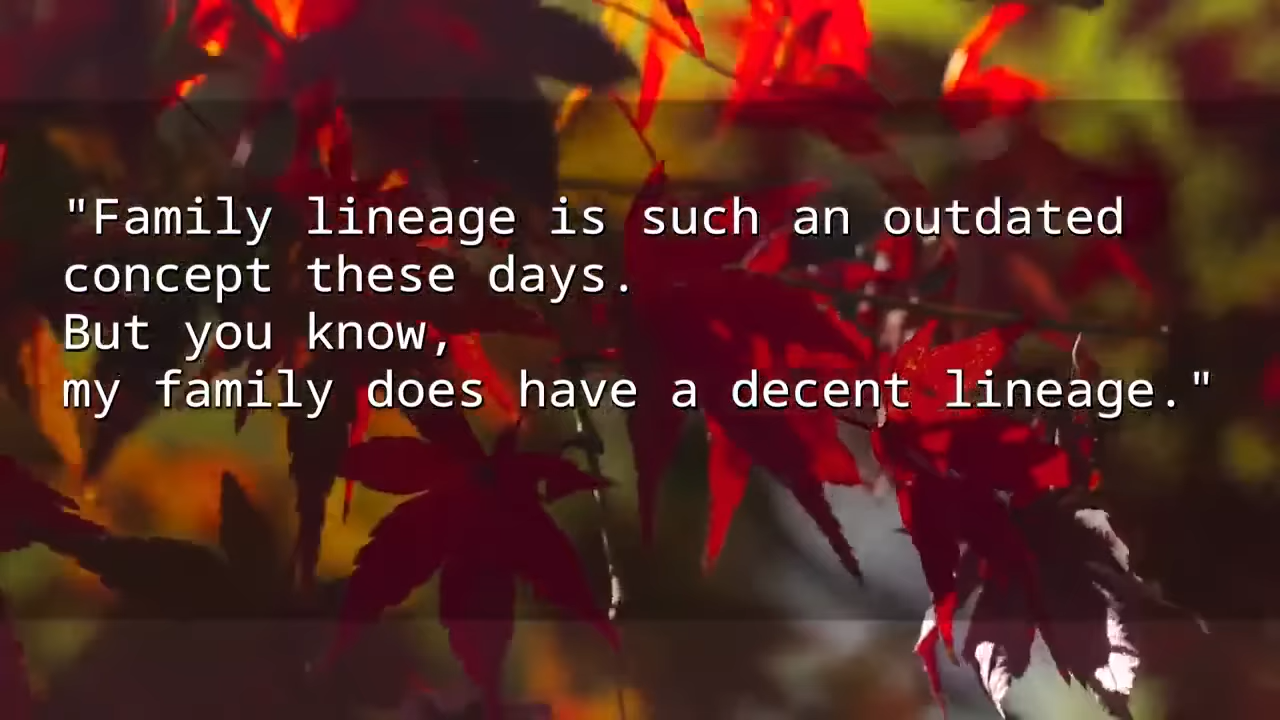 "Family lineage is such an outdated
concept these days.
But you know,
my family does have a decent lineage."